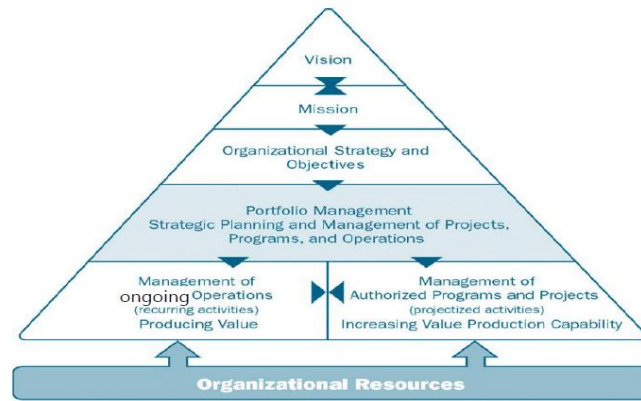 Vision
Mission
Organizational Strategy and
Objectives
Portfolio Management
Strategic Planning and Management of Projects,
Programs, and Operations
Management of
ongoing Operations
(recurring activities)
Producing Value
Management of
Authorized Programs and Projects
(projectized activities)
Increasing Value Production Capability
Organizational Resources